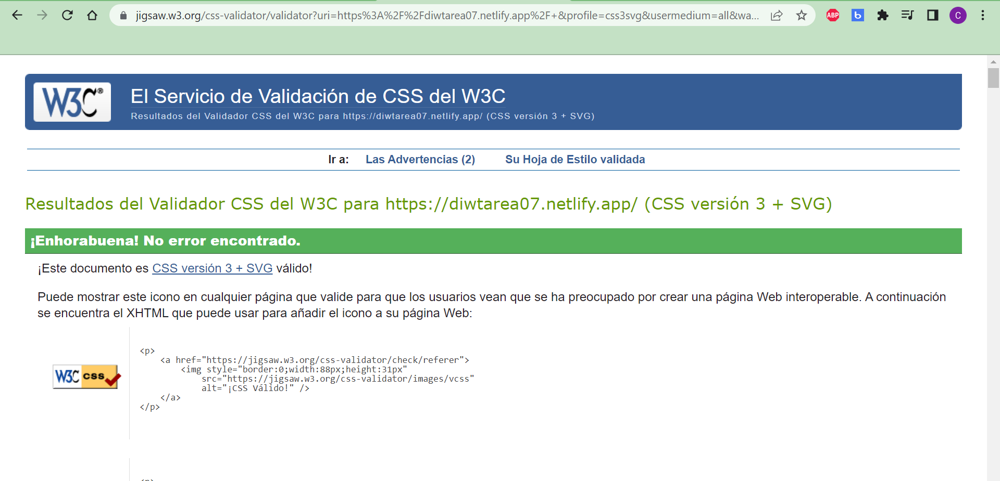 jigsaw.w3.org/css-validator/validator?uri=https%3A%2F%2Fdiwtarea07.netlify.app%2F+&profile=css3svg&usermedium=all&wa...
ABP
b
C
W3C®
El Servicio de Validación de CSS del W3C
Resultados del Validador CSS del W3C para https://diwtarea07.netlify.app/ (CSS versión 3 + SVG)
Ir a: Las Advertencias (2) Su Hoja de Estilo validada
Resultados del Validador CSS del W3C para https://diwtarea07.netlify.app/ (CSS versión 3 + SVG)
¡Enhorabuena! No error encontrado.
¡Este documento es CSS versión 3 + SVG válido!
Puede mostrar este icono en cualquier página que valide para que los usuarios vean que se ha preocupado por crear una página Web interoperable. A continuación
se encuentra el XHTML que puede usar para añadir el icono a su página Web:
W3C css
<p>
<a href="https://jigsaw.w3.org/css-validator/check/referer">
<img style="border:0;width:88px;height:31px"
src="https://jigsaw.w3.org/css-validator/images/vcss"
alt="¡CSS Válido!" />
</a>
</p>